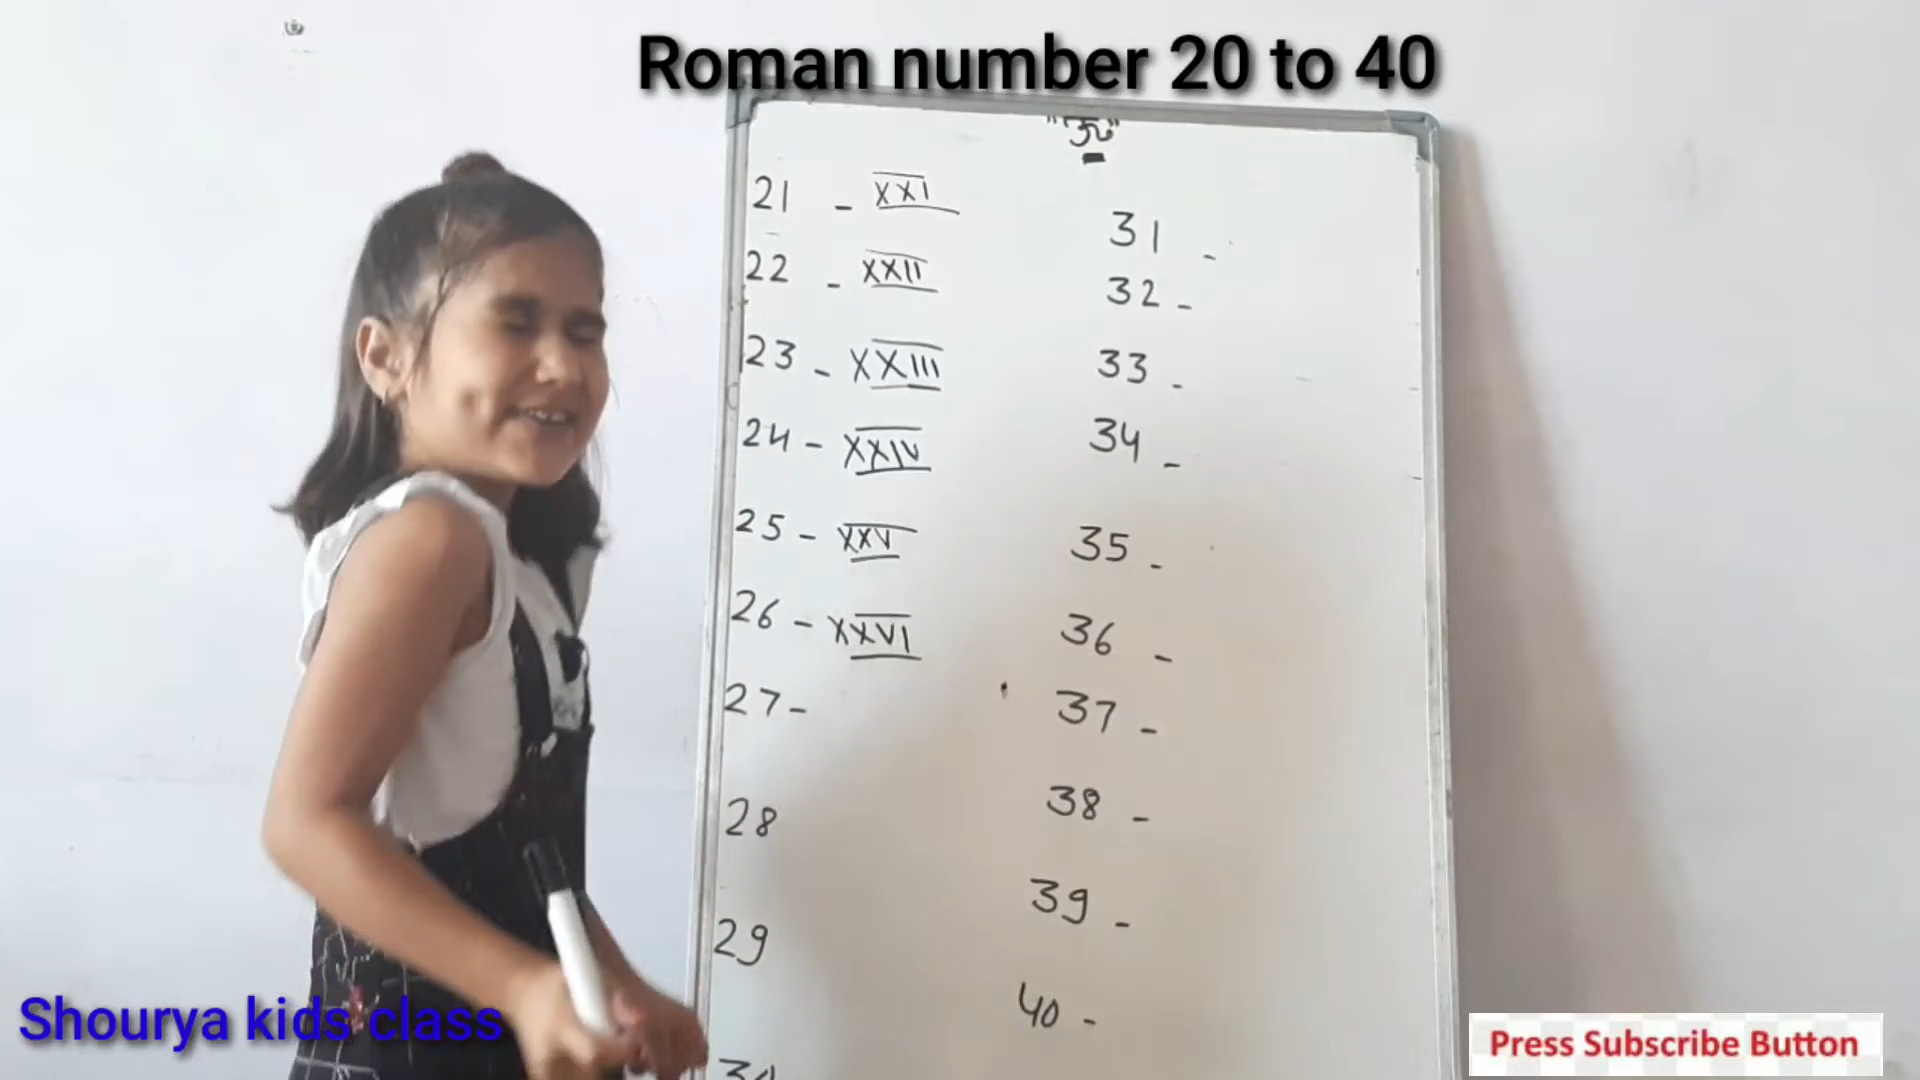 Roman number 20 to 40
"ॐ"
21 - XXI
22 - XXII
23 - XXIII
24 - XXIV
25 - XXV
26 - XXVI
27 -
28
29
31 -
32 -
33 -
34 -
35 -
36 -
37 -
38 -
39 -
40 -
Shourya kids class
Press Subscribe Button